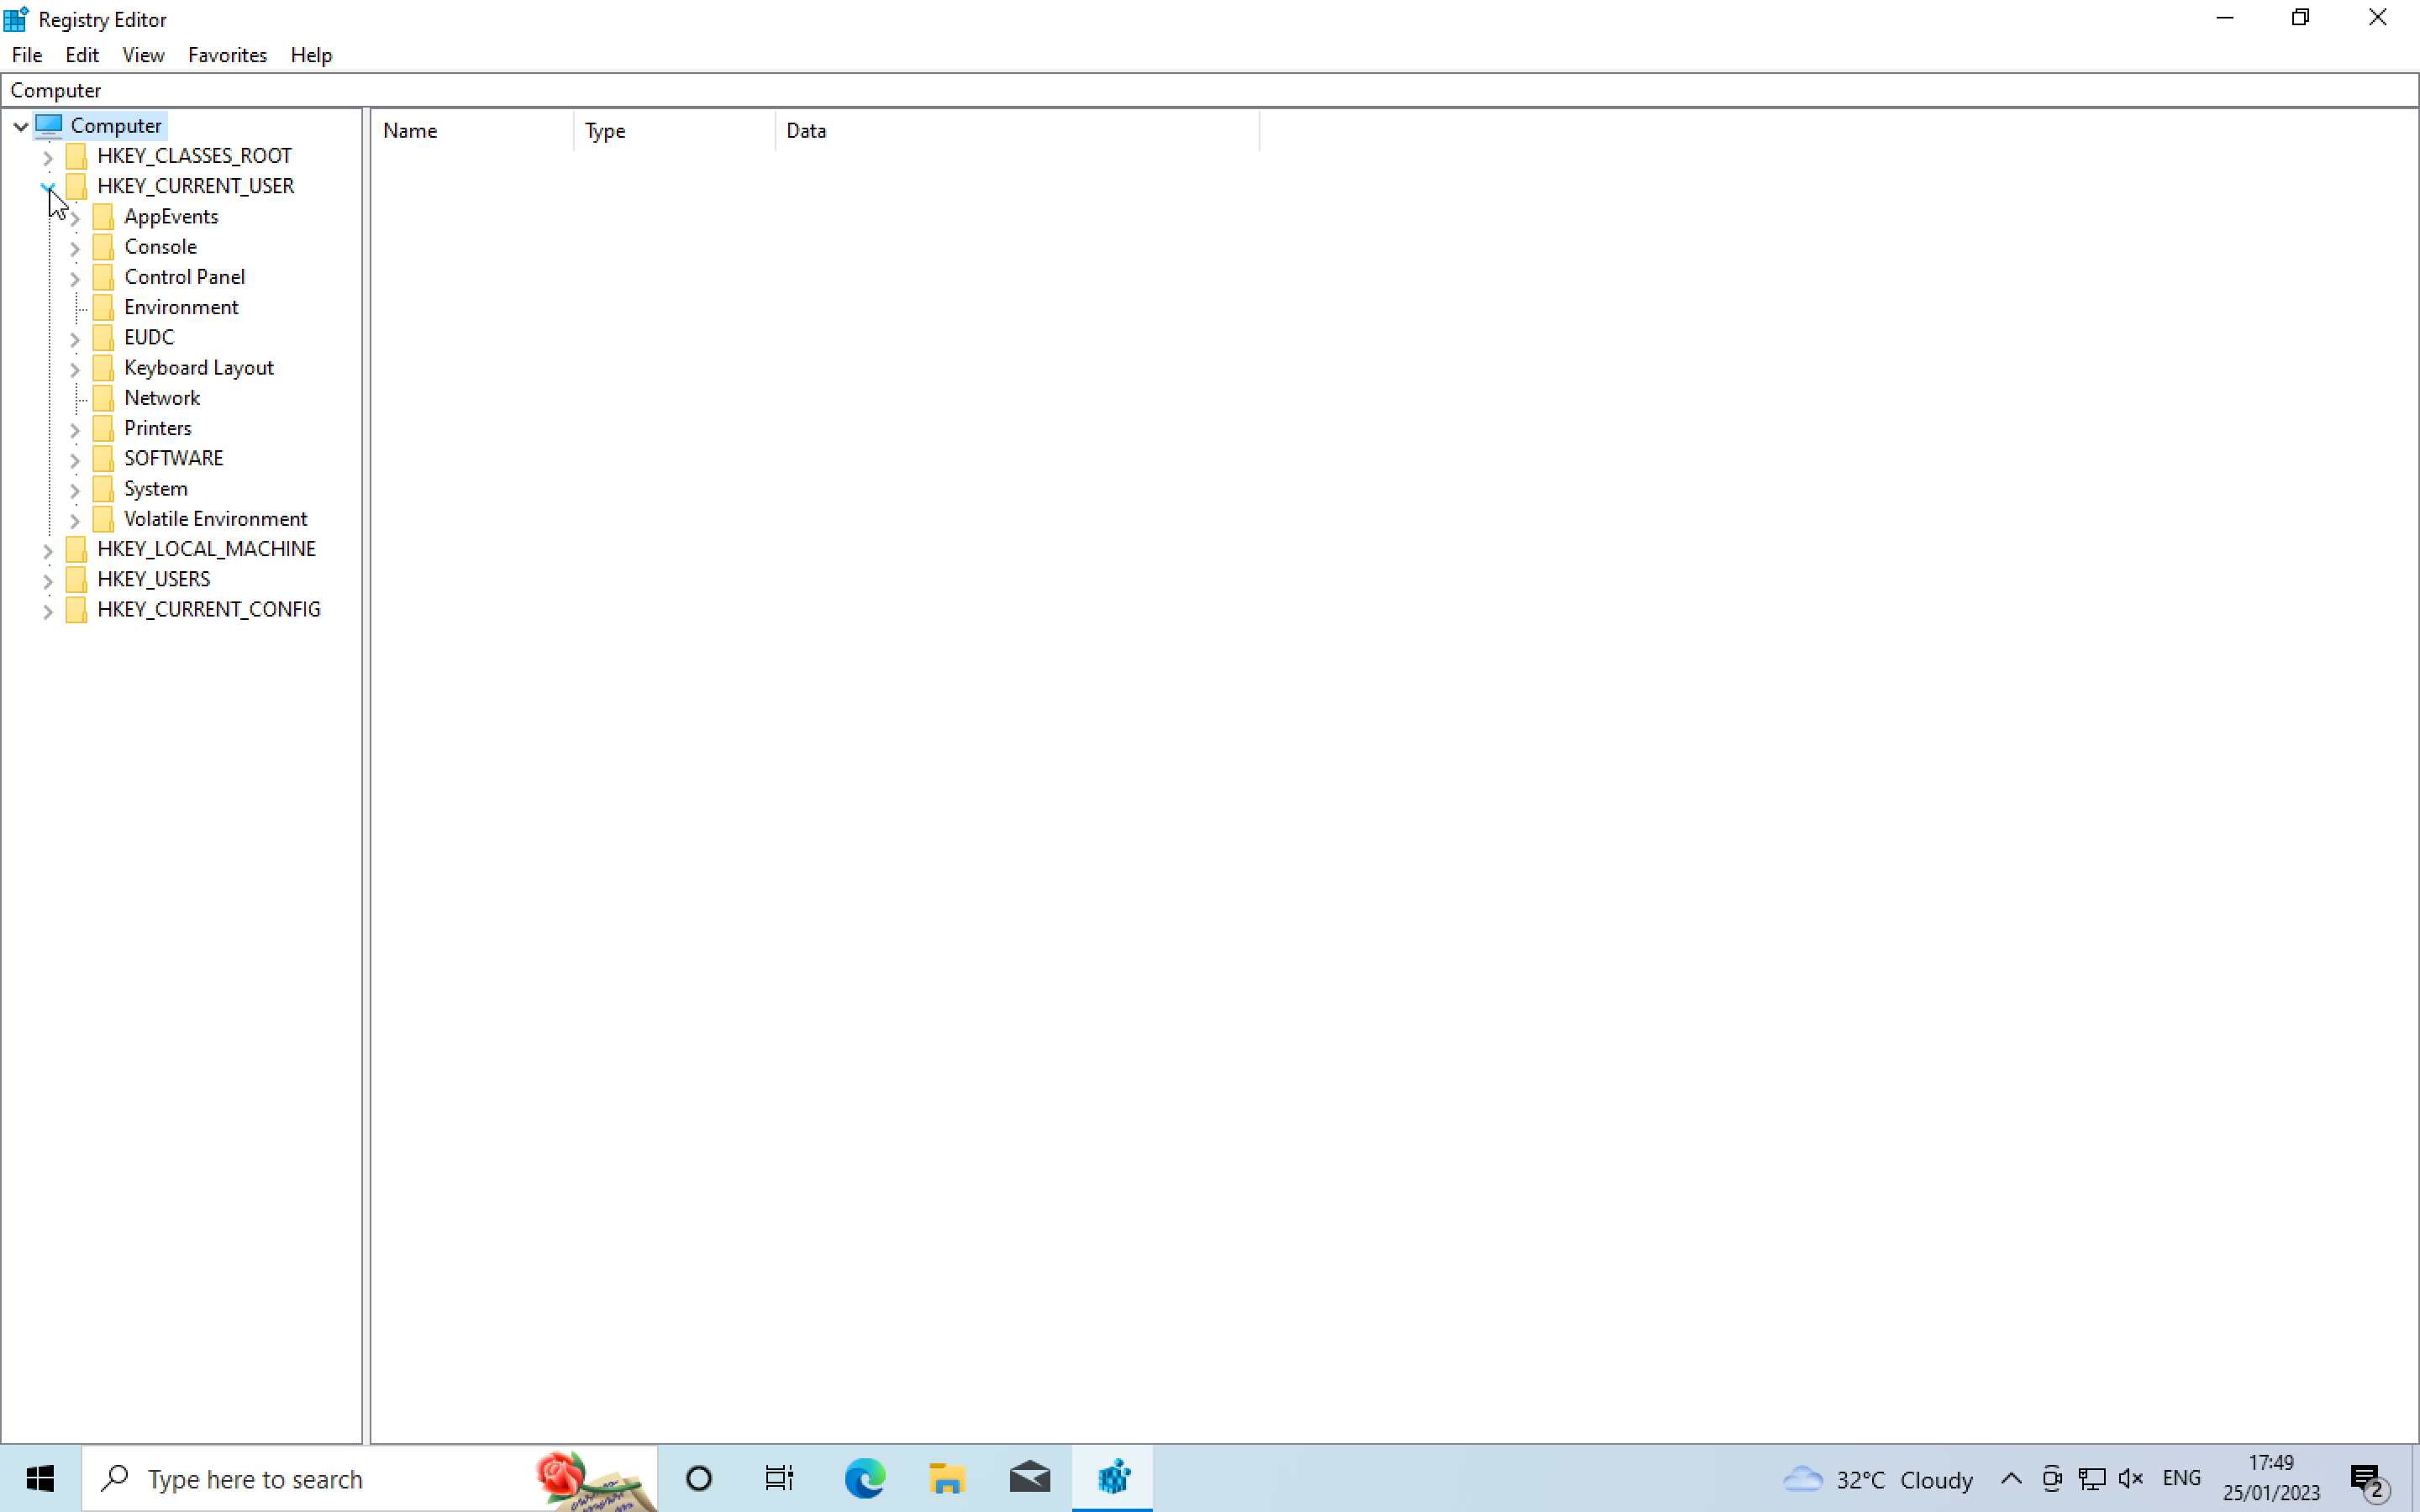 Registry Editor
File Edit View Favorites Help
Computer
Computer
HKEY_CLASSES_ROOT
HKEY_CURRENT_USER
AppEvents
Console
Control Panel
Environment
EUDC
Keyboard Layout
Network
Printers
SOFTWARE
System
Volatile Environment
HKEY_LOCAL_MACHINE
HKEY_USERS
HKEY_CURRENT_CONFIG
Name Type Data
Type here to search
32°C Cloudy
ENG
17:49
25/01/2023
2